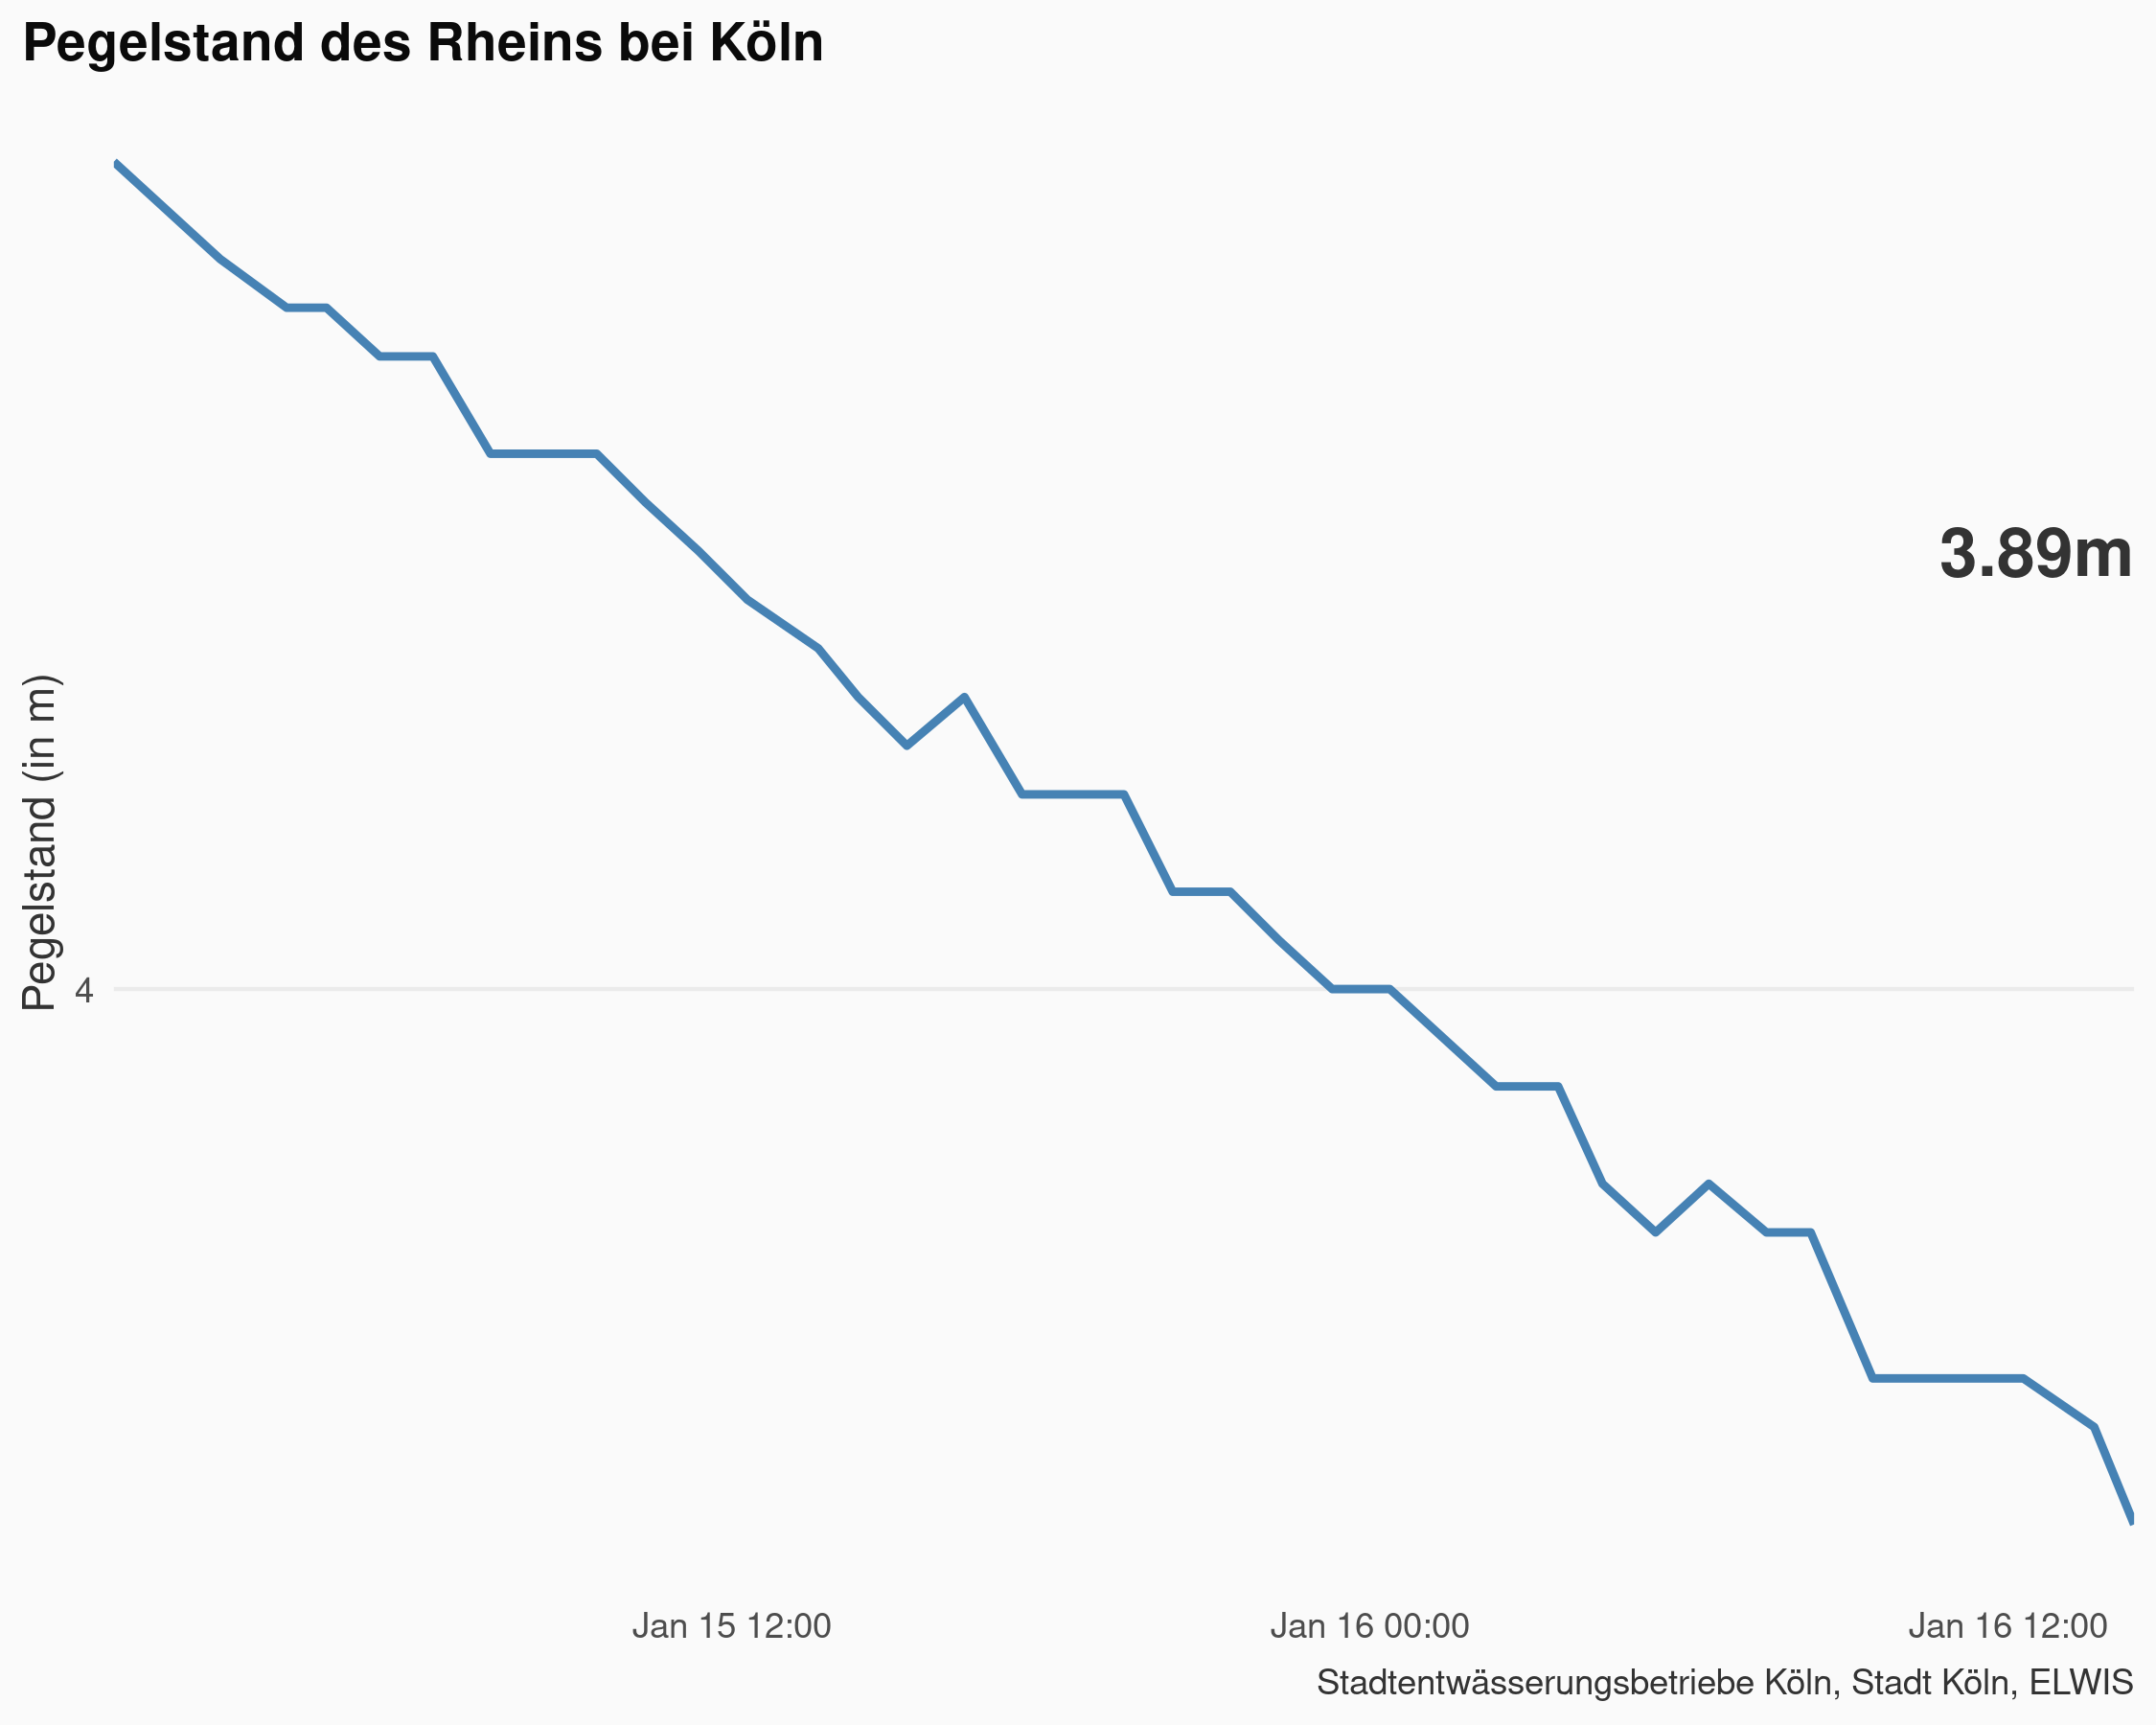 Pegelstand des Rheins bei Köln
3.89m
Pegelstand (in m)
4
Jan 15 12:00
Jan 16 00:00
Jan 16 12:00
Stadtentwässerungsbetriebe Köln, Stadt Köln, ELWIS